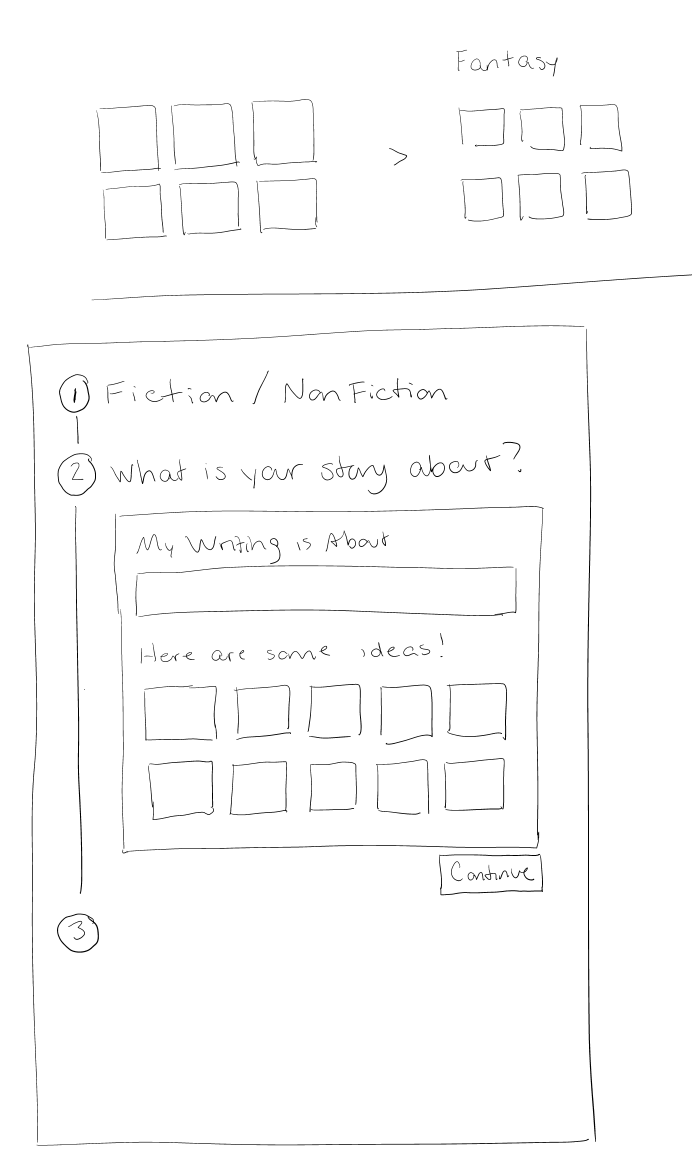 Fantasy
>
1 Fiction / Non Fiction
2 What is your story about?
My Writing is About
Here are some ideas!
Continue
3